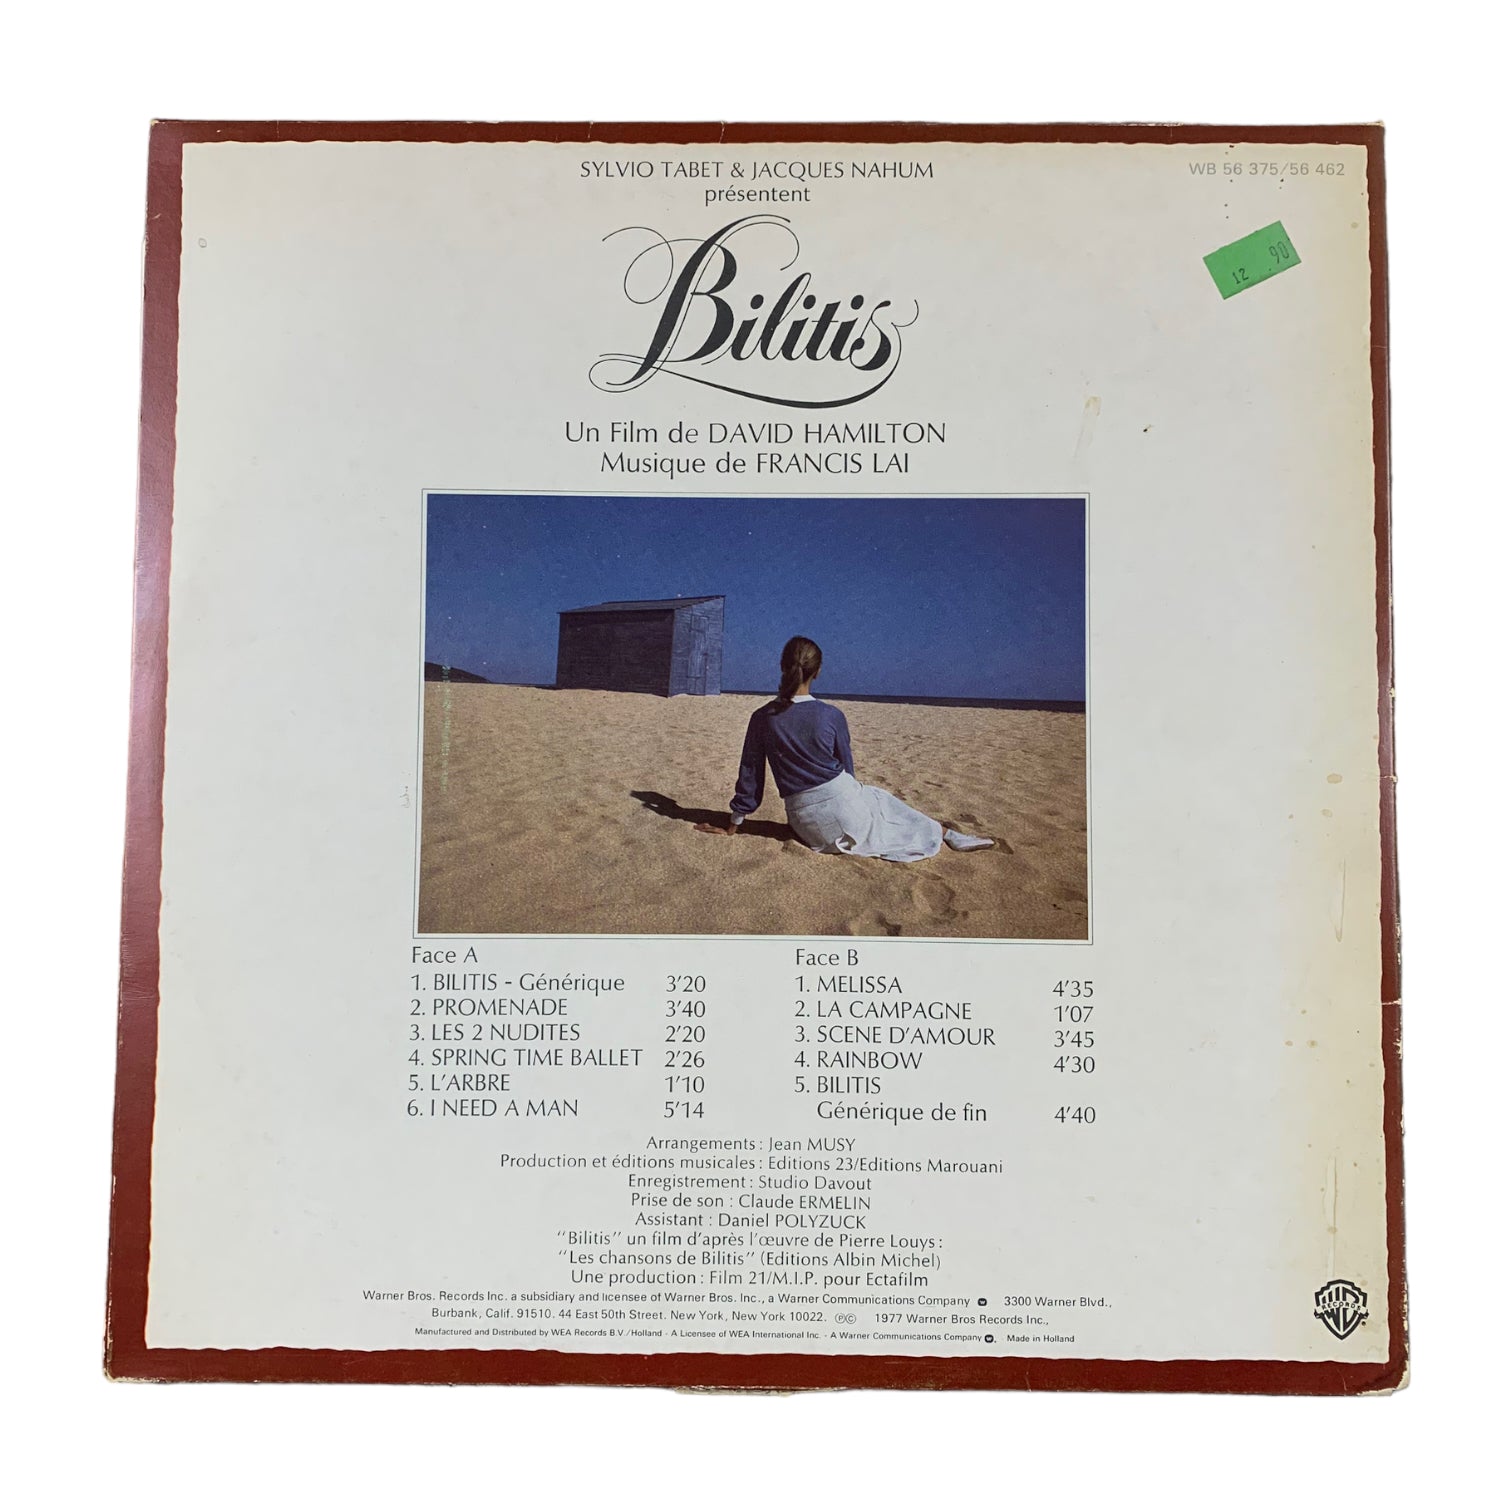 SYLVIO TABET & JACQUES NAHUM
présentent
WB 56 375/56 462
12 90
Bilitis
Un Film de DAVID HAMILTON
Musique de FRANCIS LAI
Face A
1. BILITIS - Générique 3'20
2. PROMENADE 3'40
3. LES 2 NUDITES 2'20
4. SPRING TIME BALLET 2'26
5. L'ARBRE 1'10
6. I NEED A MAN 5'14
Face B
1. MELISSA 4'35
2. LA CAMPAGNE 1'07
3. SCENE D'AMOUR 3'45
4. RAINBOW 4'30
5. BILITIS
Générique de fin 4'40
Arrangements : Jean MUSY
Production et éditions musicales : Editions 23/Editions Marouani
Enregistrement : Studio Davout
Prise de son : Claude ERMELIN
Assistant : Daniel POLYZUCK
"Bilitis" un film d'après l'œuvre de Pierre Louys :
"Les chansons de Bilitis" (Editions Albin Michel)
Une production : Film 21/M.I.P. pour Ectafilm
Warner Bros. Records Inc. a subsidiary and licensee of Warner Bros. Inc., a Warner Communications Company 3300 Warner Blvd.,
Burbank, Calif. 91510. 44 East 50th Street. New York, New York 10022. ℗© 1977 Warner Bros Records Inc.,
Manufactured and Distributed by WEA Records B.V./Holland - A Licensee of WEA International Inc. - A Warner Communications Company. Made in Holland
WB RECORDS ®